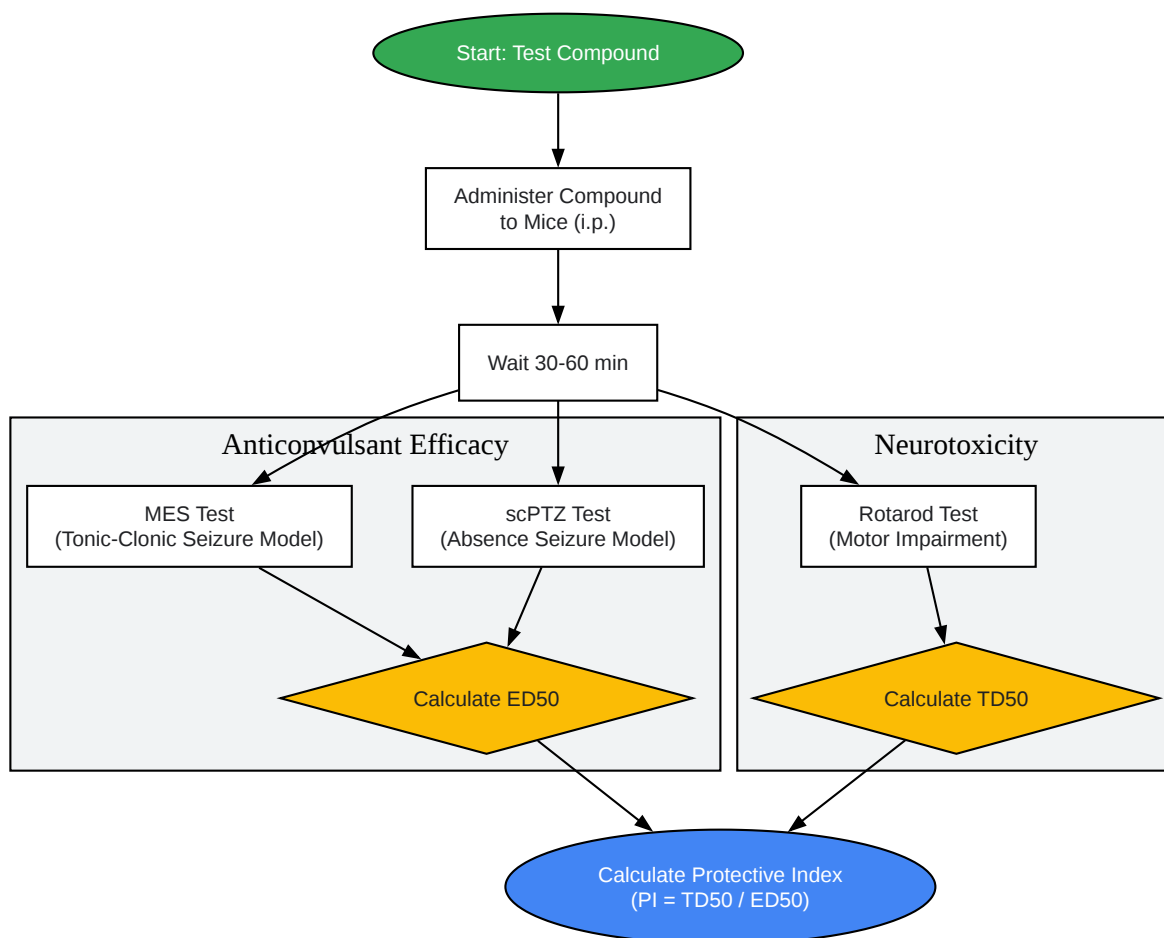 Start: Test Compound
Administer Compound
to Mice (i.p.)
Wait 30-60 min
Anticonvulsant Efficacy
Neurotoxicity
MES Test
(Tonic-Clonic Seizure Model)
scPTZ Test
(Absence Seizure Model)
Rotarod Test
(Motor Impairment)
Calculate ED50
Calculate TD50
Calculate Protective Index
(PI = TD50 / ED50)